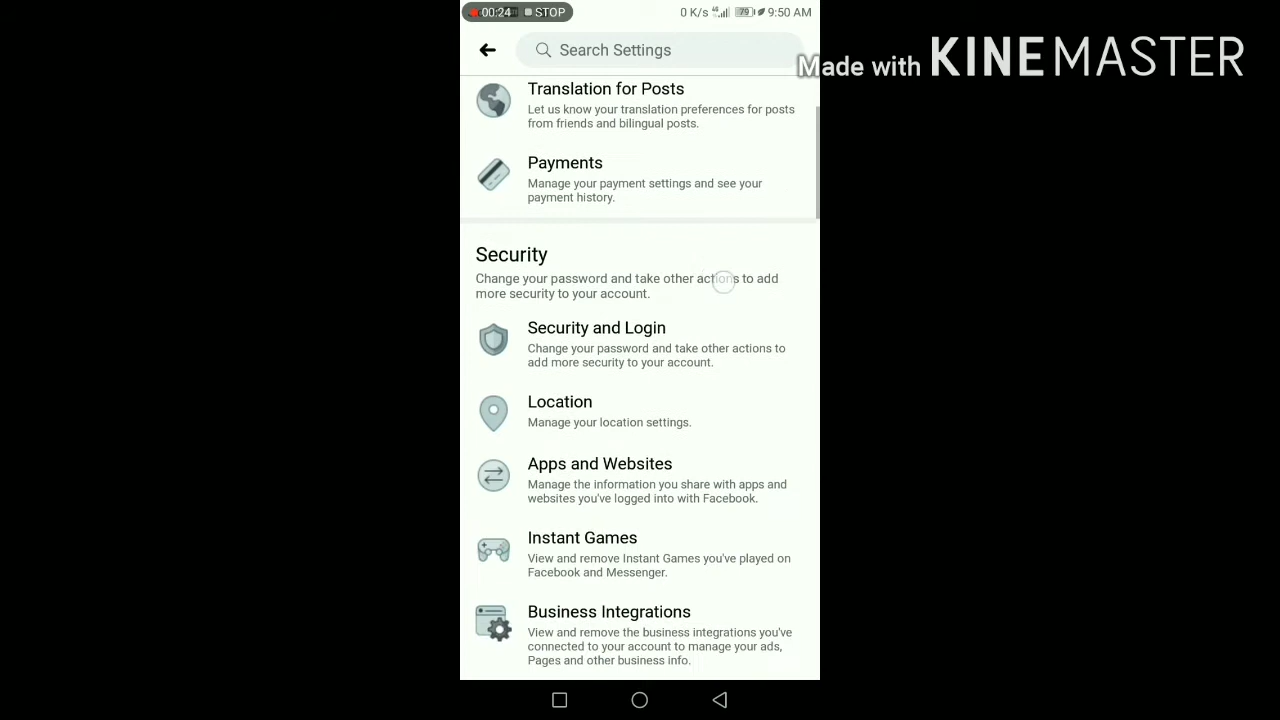 00:24 STOP 0 K/s 4G 79 9:50 AM
Search Settings
Made with KINEMASTER
Translation for Posts
Let us know your translation preferences for posts
from friends and bilingual posts.
Payments
Manage your payment settings and see your
payment history.
Security
Change your password and take other actions to add
more security to your account.
Security and Login
Change your password and take other actions to
add more security to your account.
Location
Manage your location settings.
Apps and Websites
Manage the information you share with apps and
websites you've logged into with Facebook.
Instant Games
View and remove Instant Games you've played on
Facebook and Messenger.
Business Integrations
View and remove the business integrations you've
connected to your account to manage your ads,
Pages and other business info.